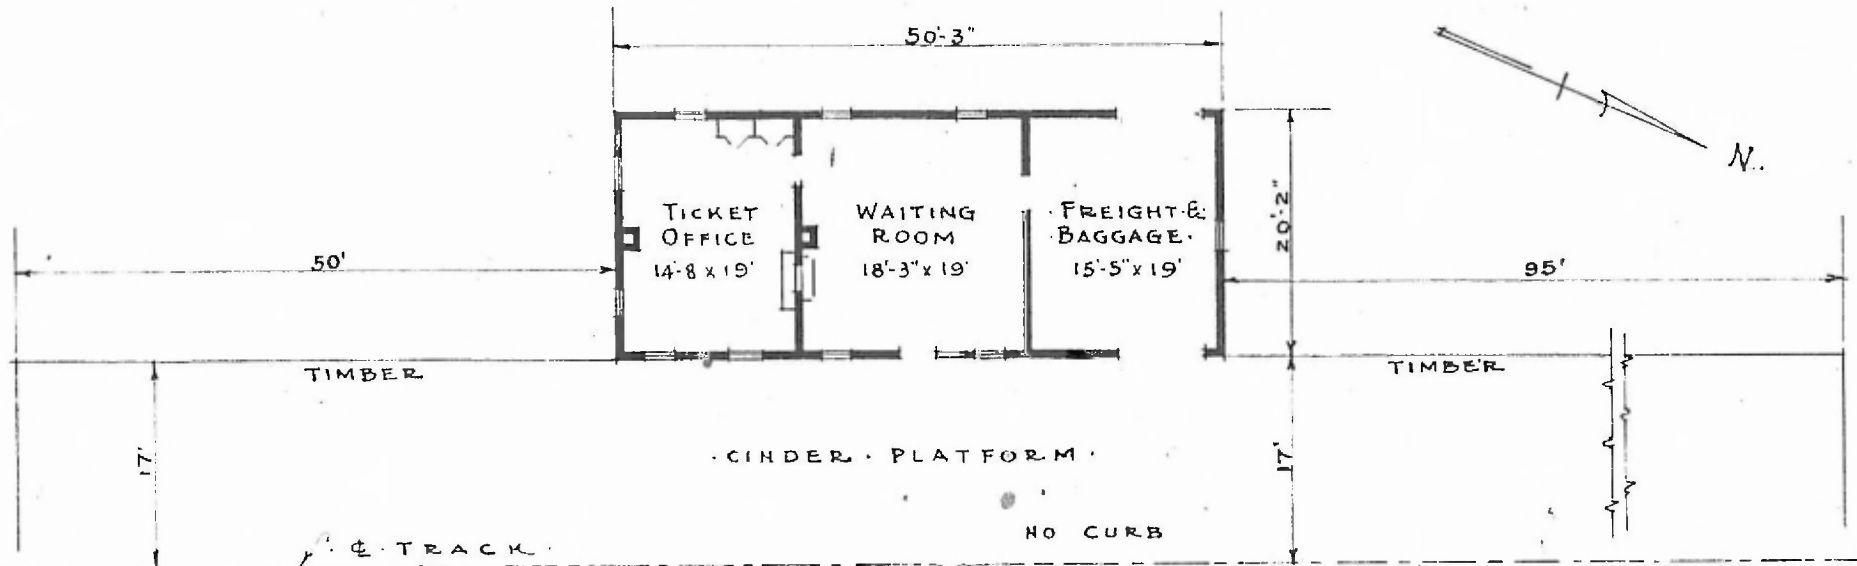 50'-3"
N.
TICKET
OFFICE
14'-8 x 19'
WAITING
ROOM
18'-3" x 19'
· FREIGHT · &
· BAGGAGE ·
15'-5" x 19'
20'-2"
50'
95'
TIMBER
TIMBER
17'
· CINDER · PLATFORM ·
17'
NO CURB
℄ · TRACK ·